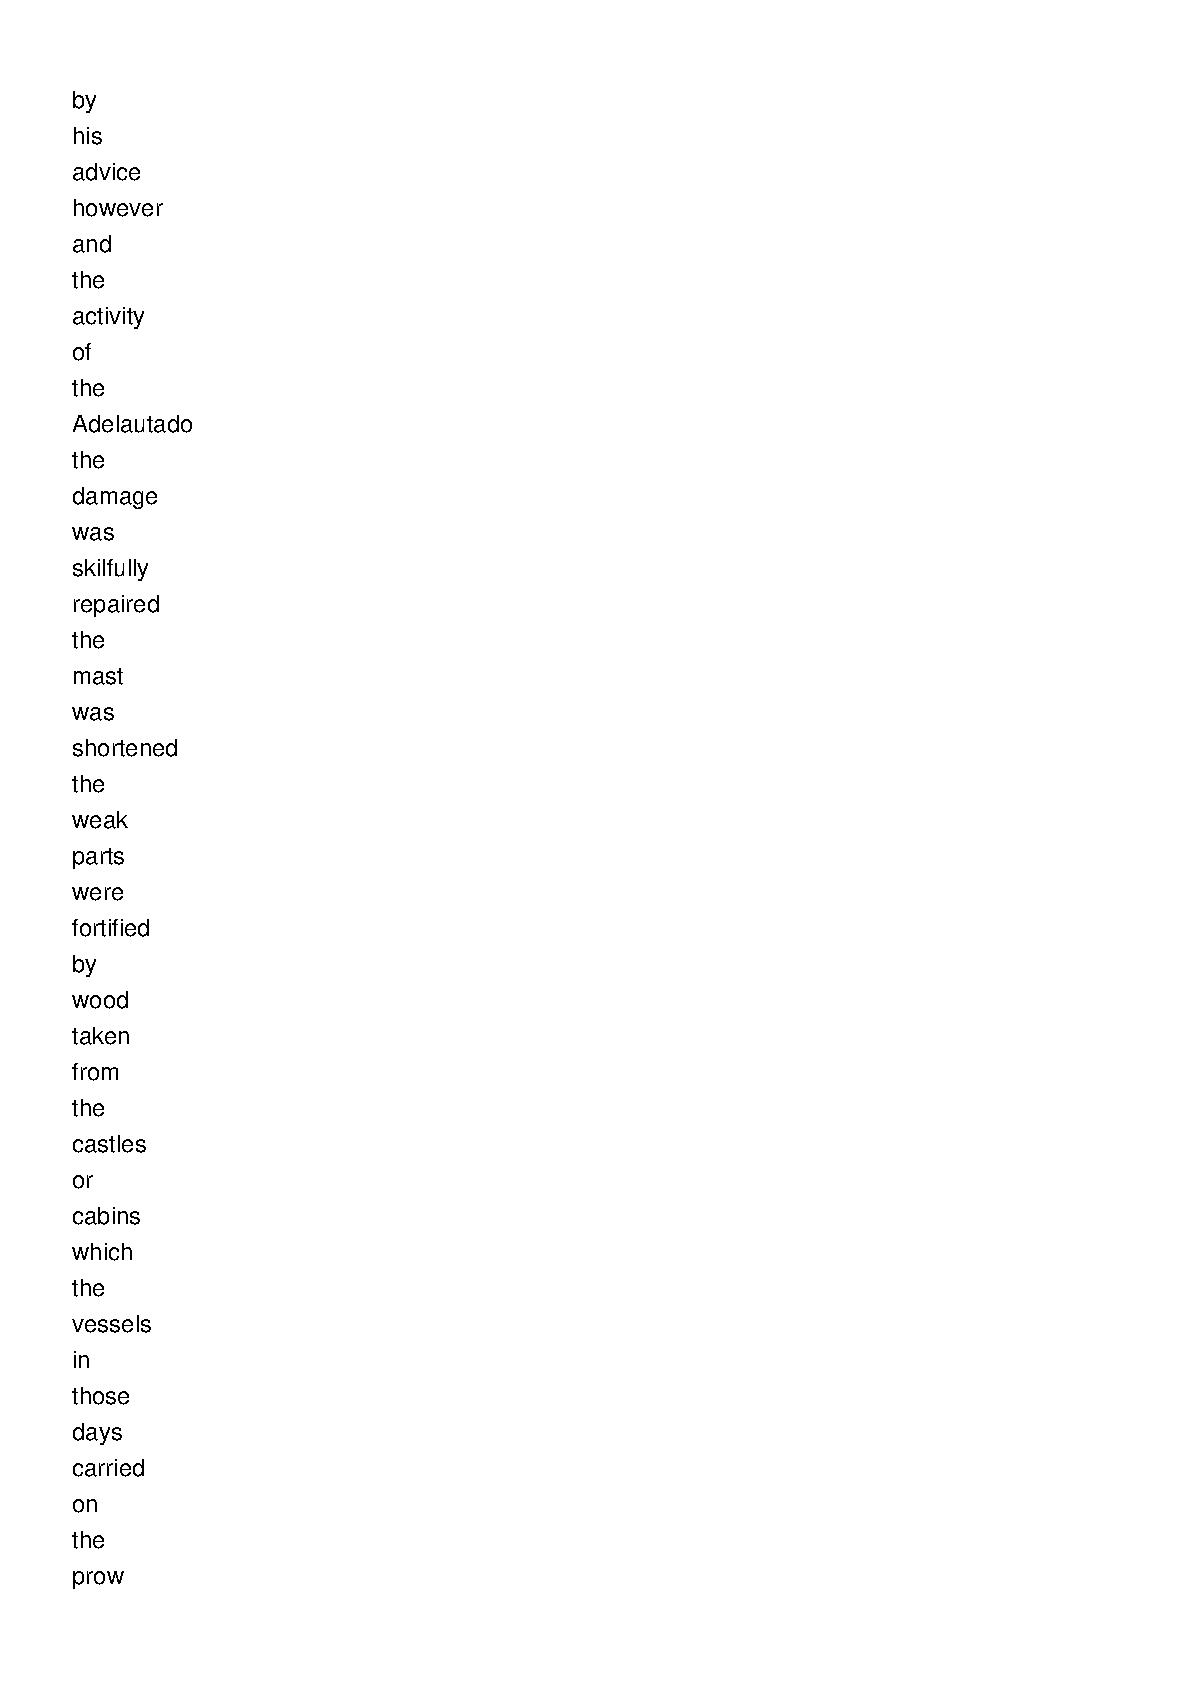 by
his
advice
however
and
the
activity
of
the
Adelautado
the
damage
was
skilfully
repaired
the
mast
was
shortened
the
weak
parts
were
fortified
by
wood
taken
from
the
castles
or
cabins
which
the
vessels
in
those
days
carried
on
the
prow